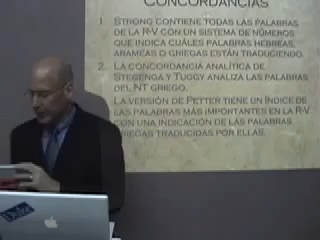 CONCORDANCIAS
1. STRONG CONTIENE TODAS LAS PALABRAS
DE LA R-V CON UN SISTEMA DE NÚMEROS
QUE INDICA CUÁLES PALABRAS HEBREAS,
ARAMEAS O GRIEGAS ESTÁN TRADUCIENDO.
2. LA CONCORDANCIA ANALÍTICA DE
STEGENGA Y TUGGY ANALIZA LAS PALABRAS
DEL NT GRIEGO.
LA VERSIÓN DE PETTER TIENE UN ÍNDICE DE
LAS PALABRAS MÁS IMPORTANTES EN LA R-V
CON UNA INDICACIÓN DE LAS PALABRAS
GRIEGAS TRADUCIDAS POR ELLAS.